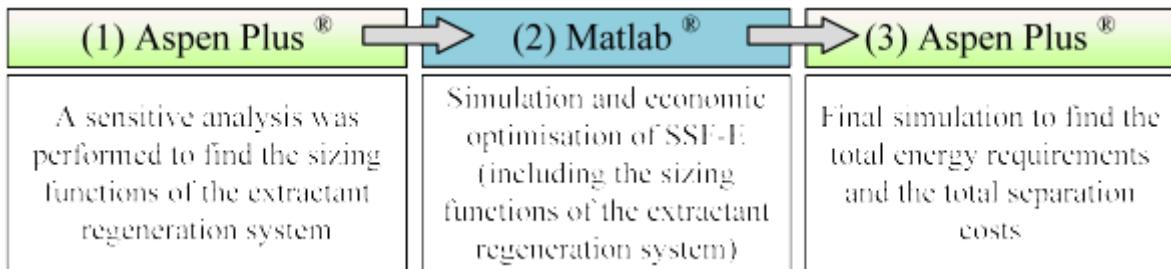 (1) Aspen Plus ®
A sensitive analysis was
performed to find the sizing
functions of the extractant
regeneration system
(2) Matlab ®
Simulation and economic
optimisation of SSF-E
(including the sizing
functions of the extractant
regeneration system)
(3) Aspen Plus ®
Final simulation to find the
total energy requirements
and the total separation
costs